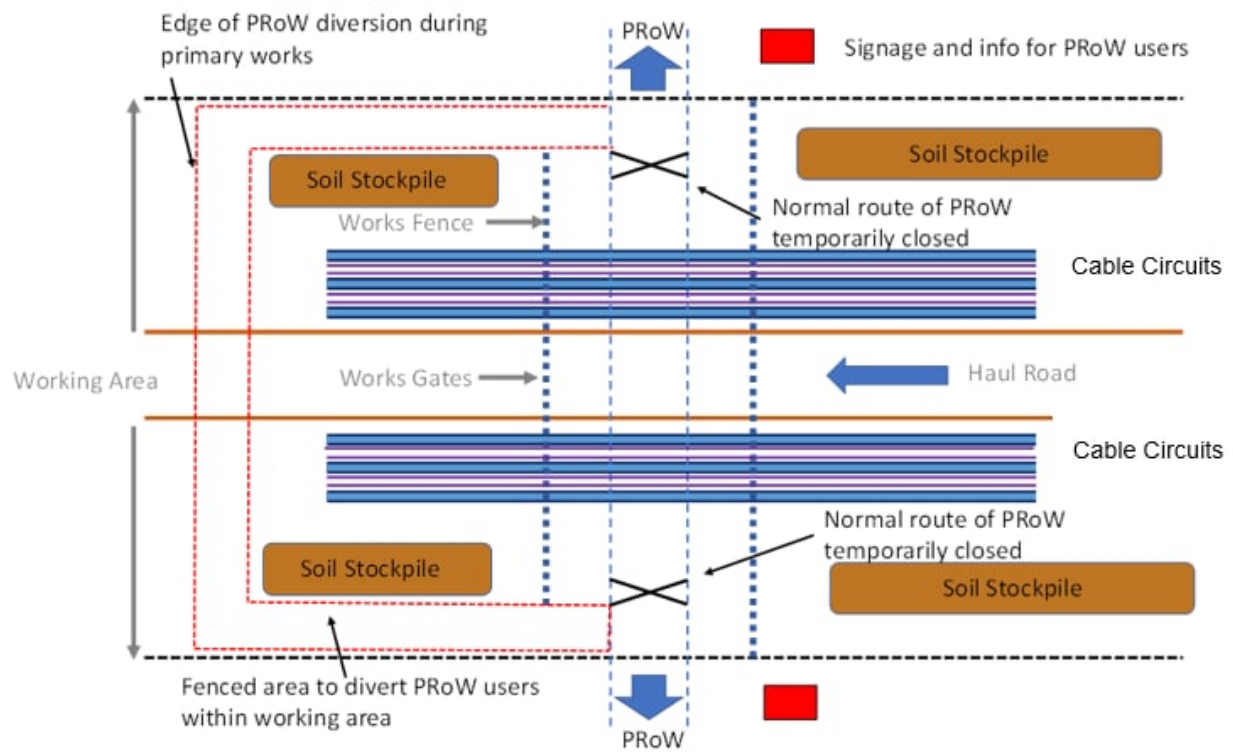 Edge of PRoW diversion during
primary works
PRoW
Signage and info for PRoW users
Soil Stockpile
Soil Stockpile
Works Fence
Normal route of PRoW
temporarily closed
Cable Circuits
Working Area
Works Gates
Haul Road
Cable Circuits
Normal route of PRoW
temporarily closed
Soil Stockpile
Soil Stockpile
Fenced area to divert PRoW users
within working area
PRoW